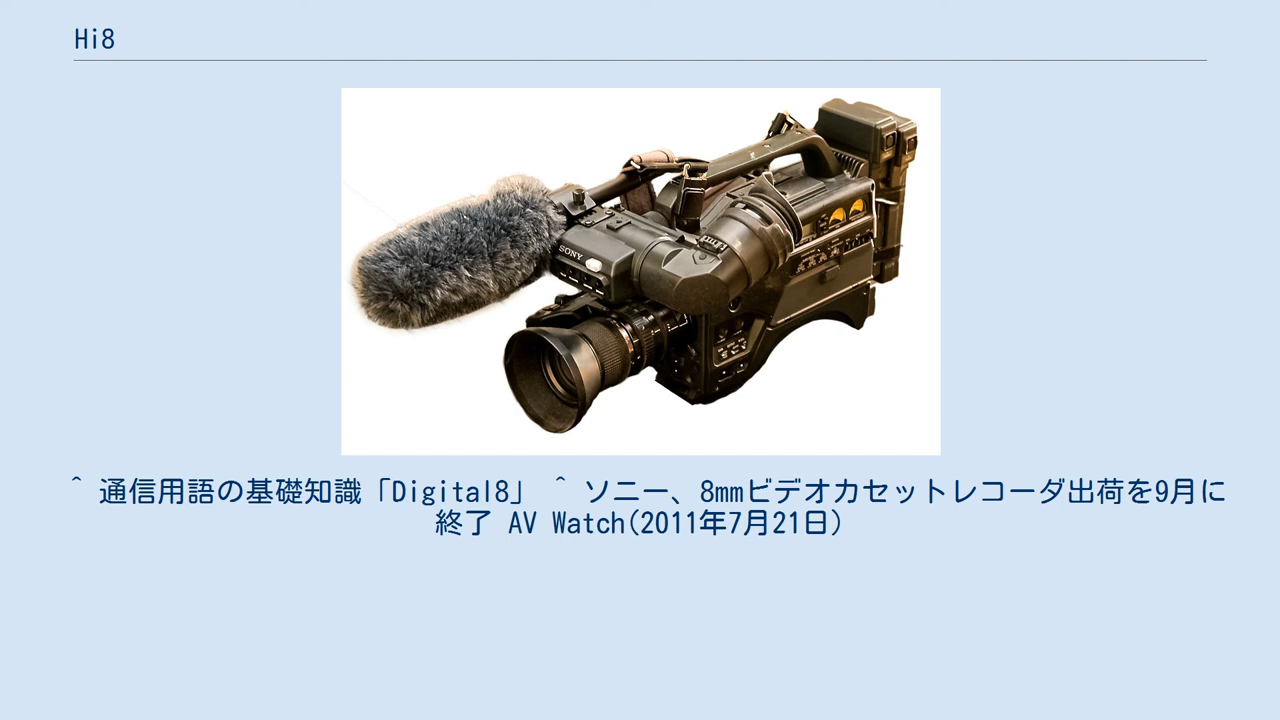 Hi8
SONY
^ 通信用語の基礎知識「Digital8」 ^ ソニー、8mmビデオカセットレコーダ出荷を9月に
終了 AV Watch(2011年7月21日)